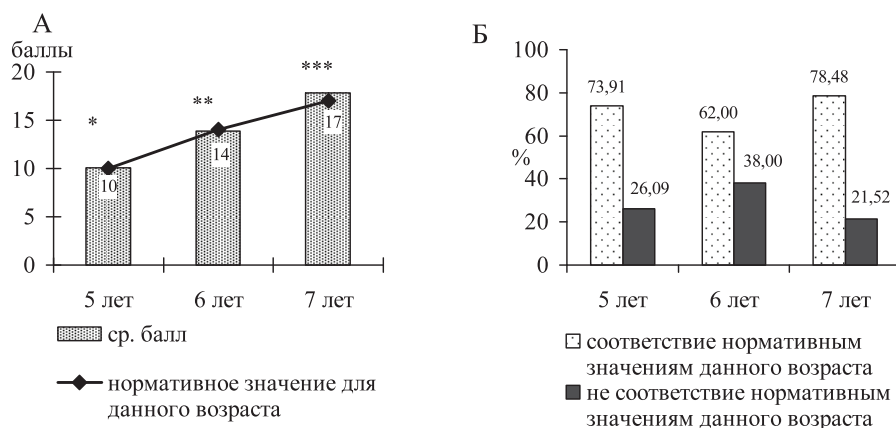 А
баллы
20
15
10
5
0
*
**
***
10
14
17
5 лет
6 лет
7 лет
ср. балл
нормативное значение для
данного возраста
Б
100
80
60
%
40
20
0
73,91
26,09
62,00
38,00
78,48
21,52
5 лет
6 лет
7 лет
соответствие нормативным
значениям данного возраста
не соответствие нормативным
значениям данного возраста